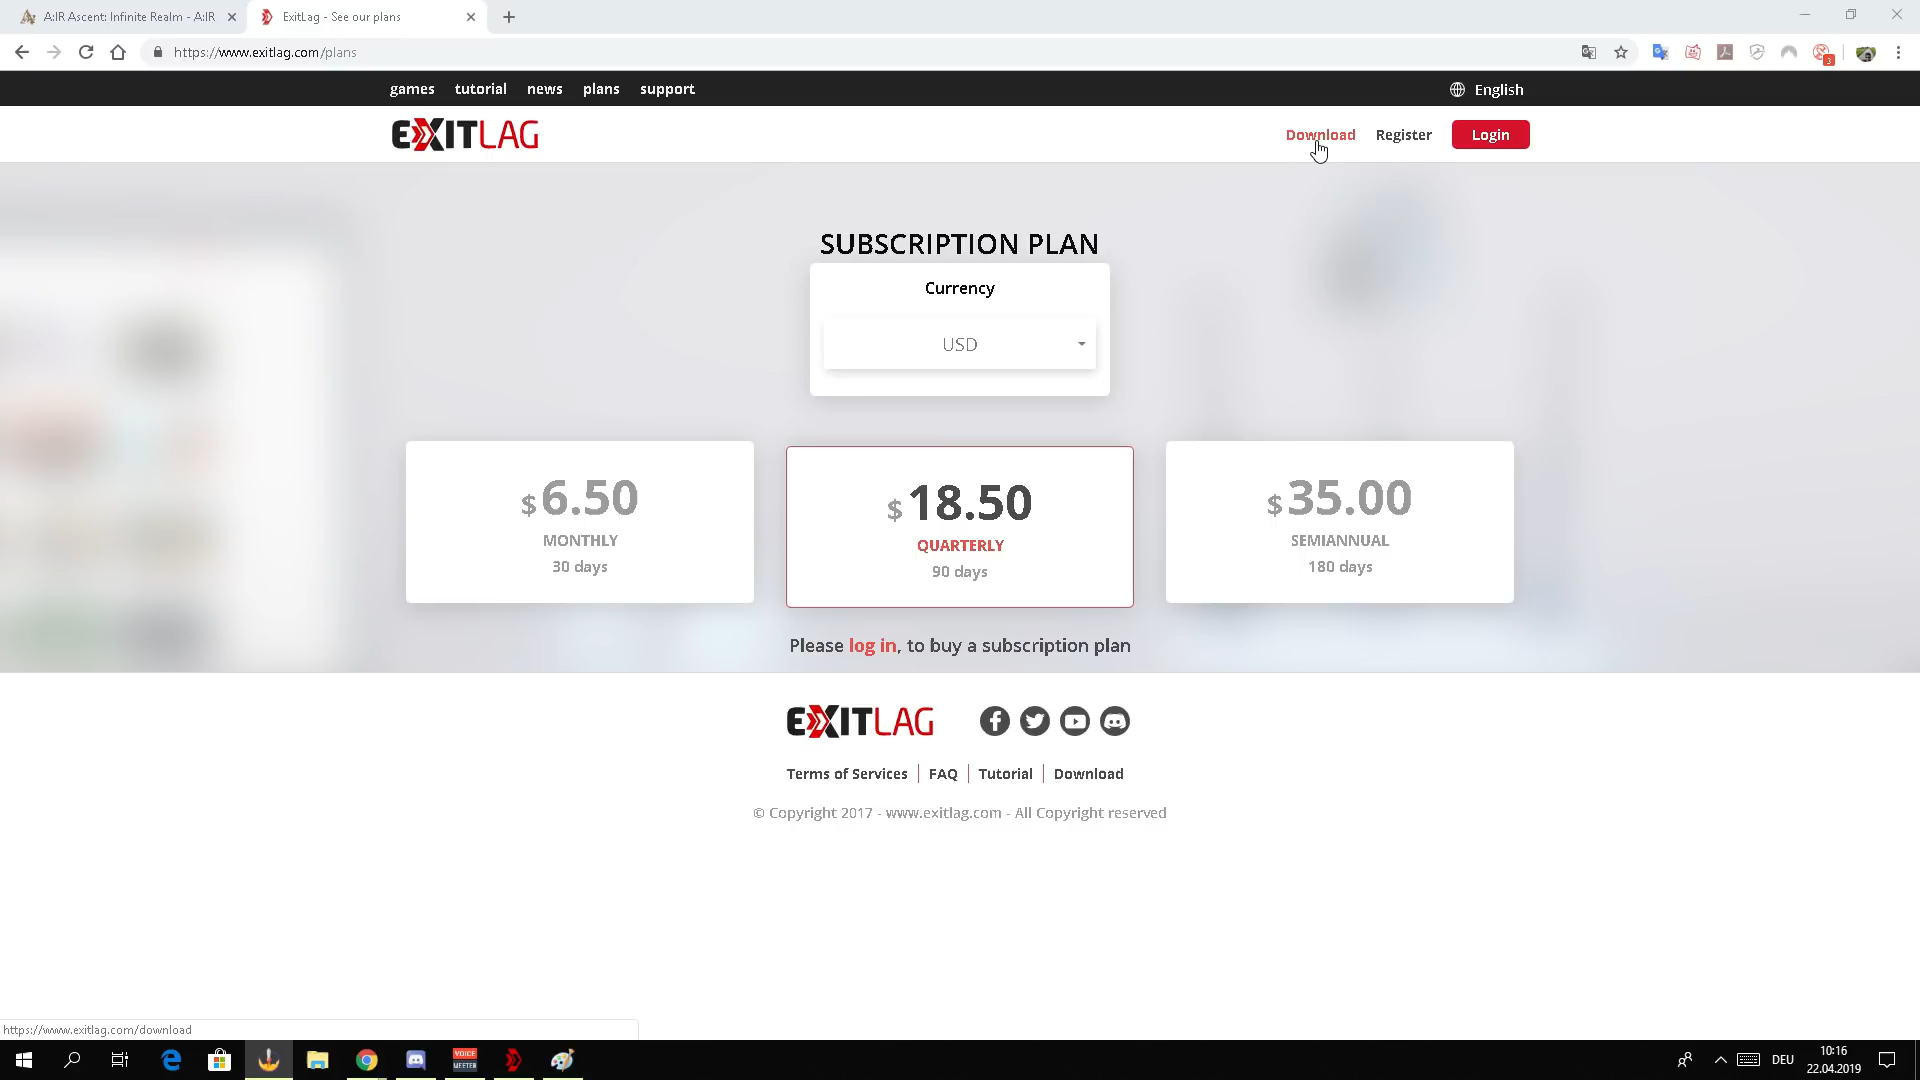 A:IR Ascent: Infinite Realm - A:IR
ExitLag - See our plans
https://www.exitlag.com/plans
3
games tutorial news plans support
English
EXITLAG
Download Register Login
SUBSCRIPTION PLAN
Currency
USD
$ 6.50
MONTHLY
30 days
$ 18.50
QUARTERLY
90 days
$ 35.00
SEMIANNUAL
180 days
Please log in, to buy a subscription plan
EXITLAG
Terms of Services FAQ Tutorial Download
© Copyright 2017 - www.exitlag.com - All Copyright reserved
https://www.exitlag.com/download
VOICE
MEETER
DEU
10:16
22.04.2019